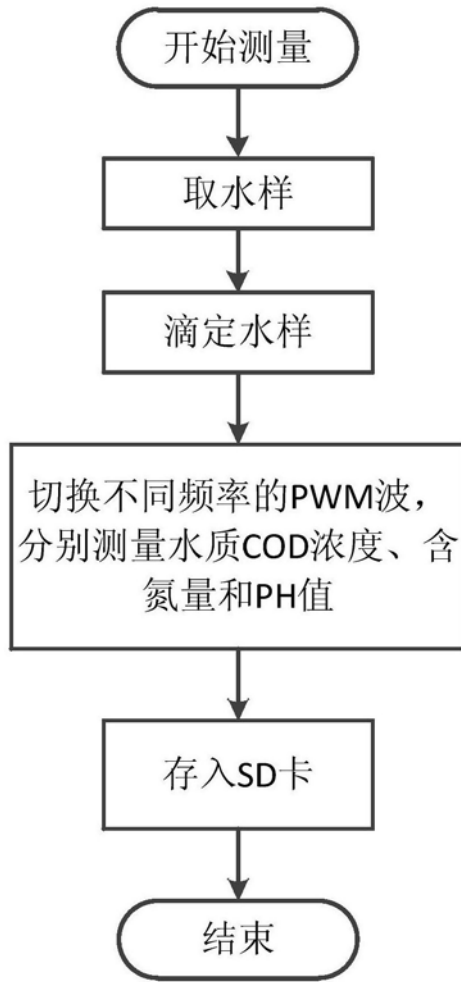 开始测量
取水样
滴定水样
切换不同频率的PWM波，
分别测量水质COD浓度、含
氮量和PH值
存入SD卡
结束